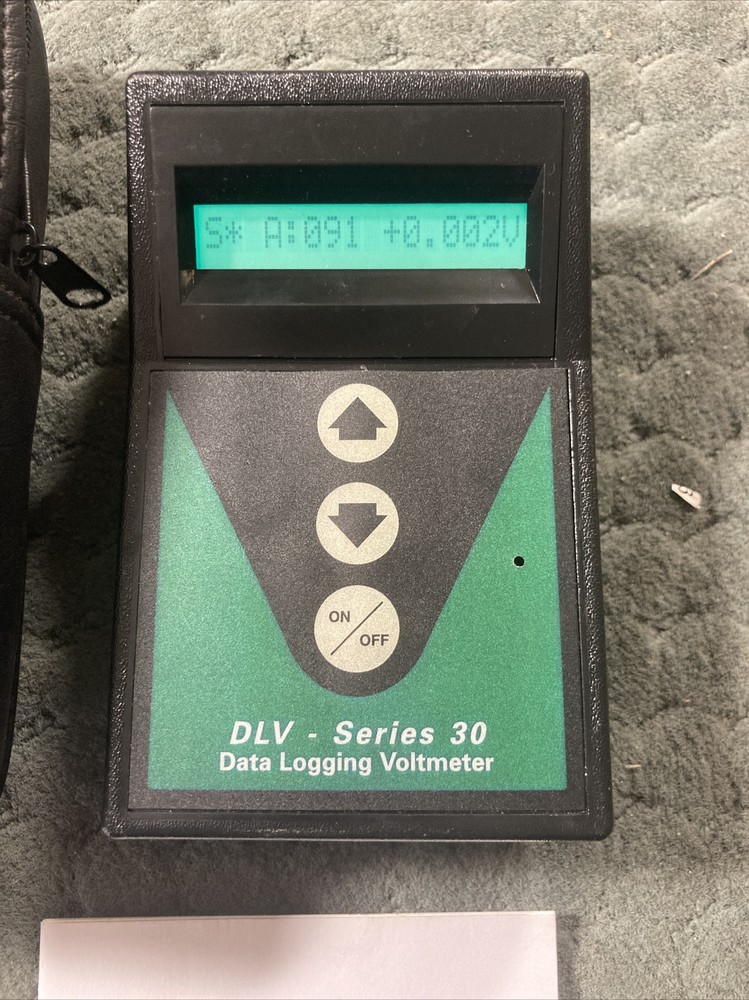 S* A:091 +0.002V
ON/OFF
DLV - Series 30
Data Logging Voltmeter